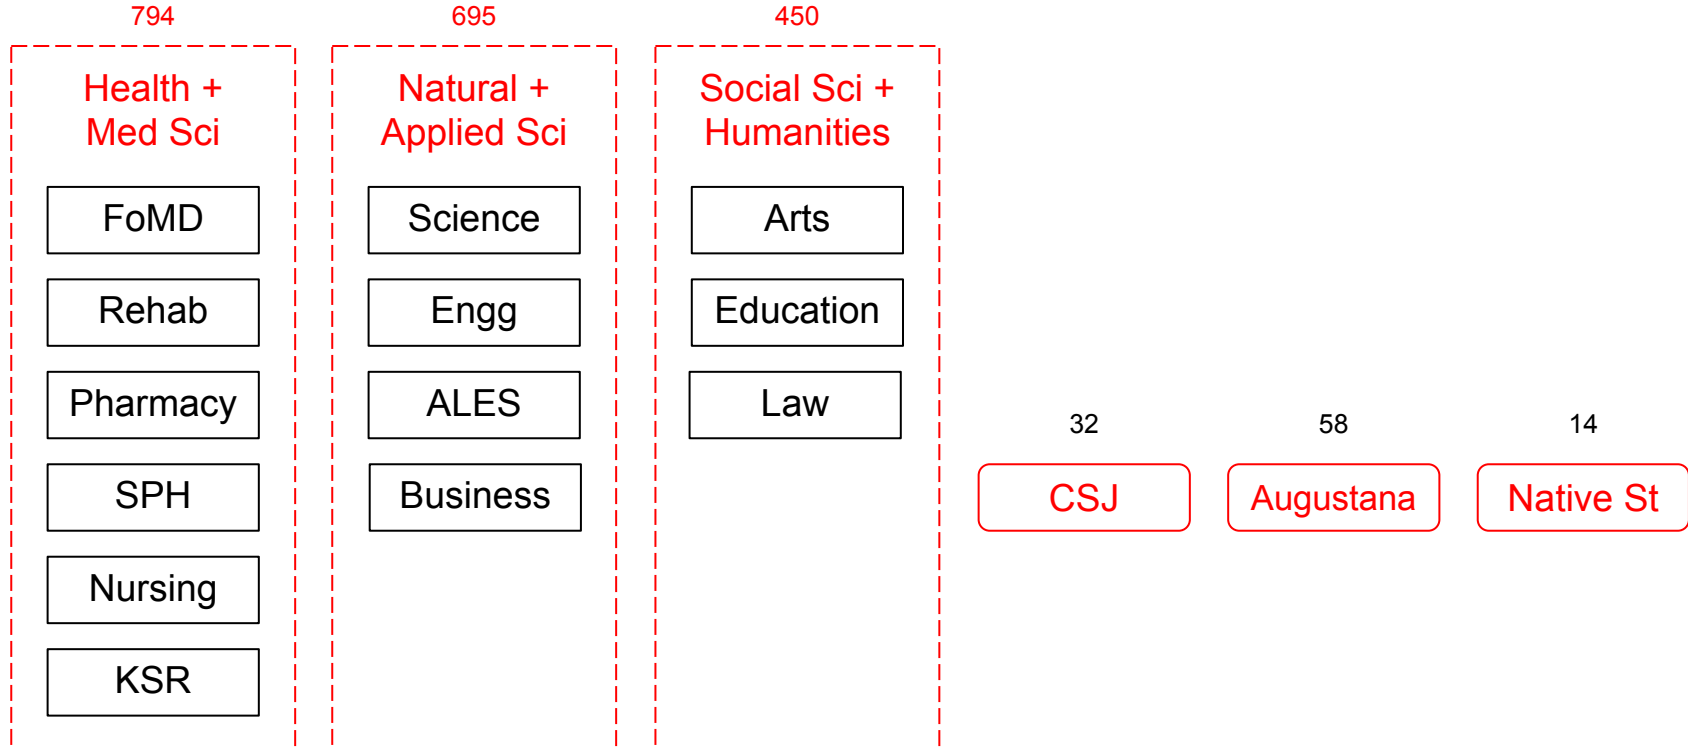 794
Health +
Med Sci
FoMD
Rehab
Pharmacy
SPH
Nursing
KSR
695
Natural +
Applied Sci
Science
Engg
ALES
Business
450
Social Sci +
Humanities
Arts
Education
Law
32
CSJ
58
Augustana
14
Native St